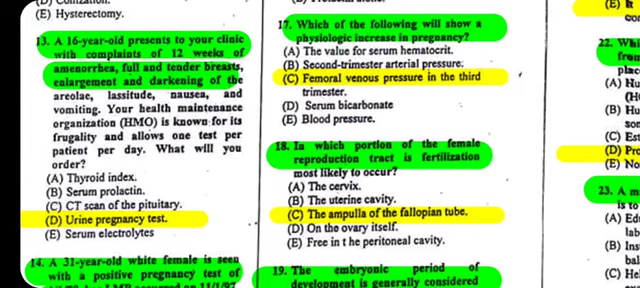 (E) Hysterectomy.
13. A 16-year-old presents to your clinic
with complaints of 12 weeks of
amenorrhea, full and tender breasts,
enlargement and darkening of the
areolae, lassitude, nausea, and
vomiting. Your health maintenance
organization (HMO) is known for its
frugality and allows one test per
patient per day. What will you
order?
(A) Thyroid index.
(B) Serum prolactin.
(C) CT scan of the pituitary.
(D) Urine pregnancy test.
(E) Serum electrolytes
14. A 31-year-old white female is seen
with a positive pregnancy test of
17. Which of the following will show a
physiologic increase in pregnancy?
(A) The value for serum hematocrit.
(B) Second-trimester arterial pressure.
(C) Femoral venous pressure in the third
trimester.
(D) Serum bicarbonate
(E) Blood pressure.
18. In which portion of the female
reproduction tract is fertilization
most likely to occur?
(A) The cervix.
(B) The uterine cavity.
(C) The ampulla of the fallopian tube.
(D) On the ovary itself.
(E) Free in t he peritoneal cavity.
19. The embryonic period of
development is generally considered
(E)
22.
from
plac
(A)
(B) Hu
(C)
(D)
(E)
23. A
is to
(A)
lab
(B) Ins
bal
(C) He